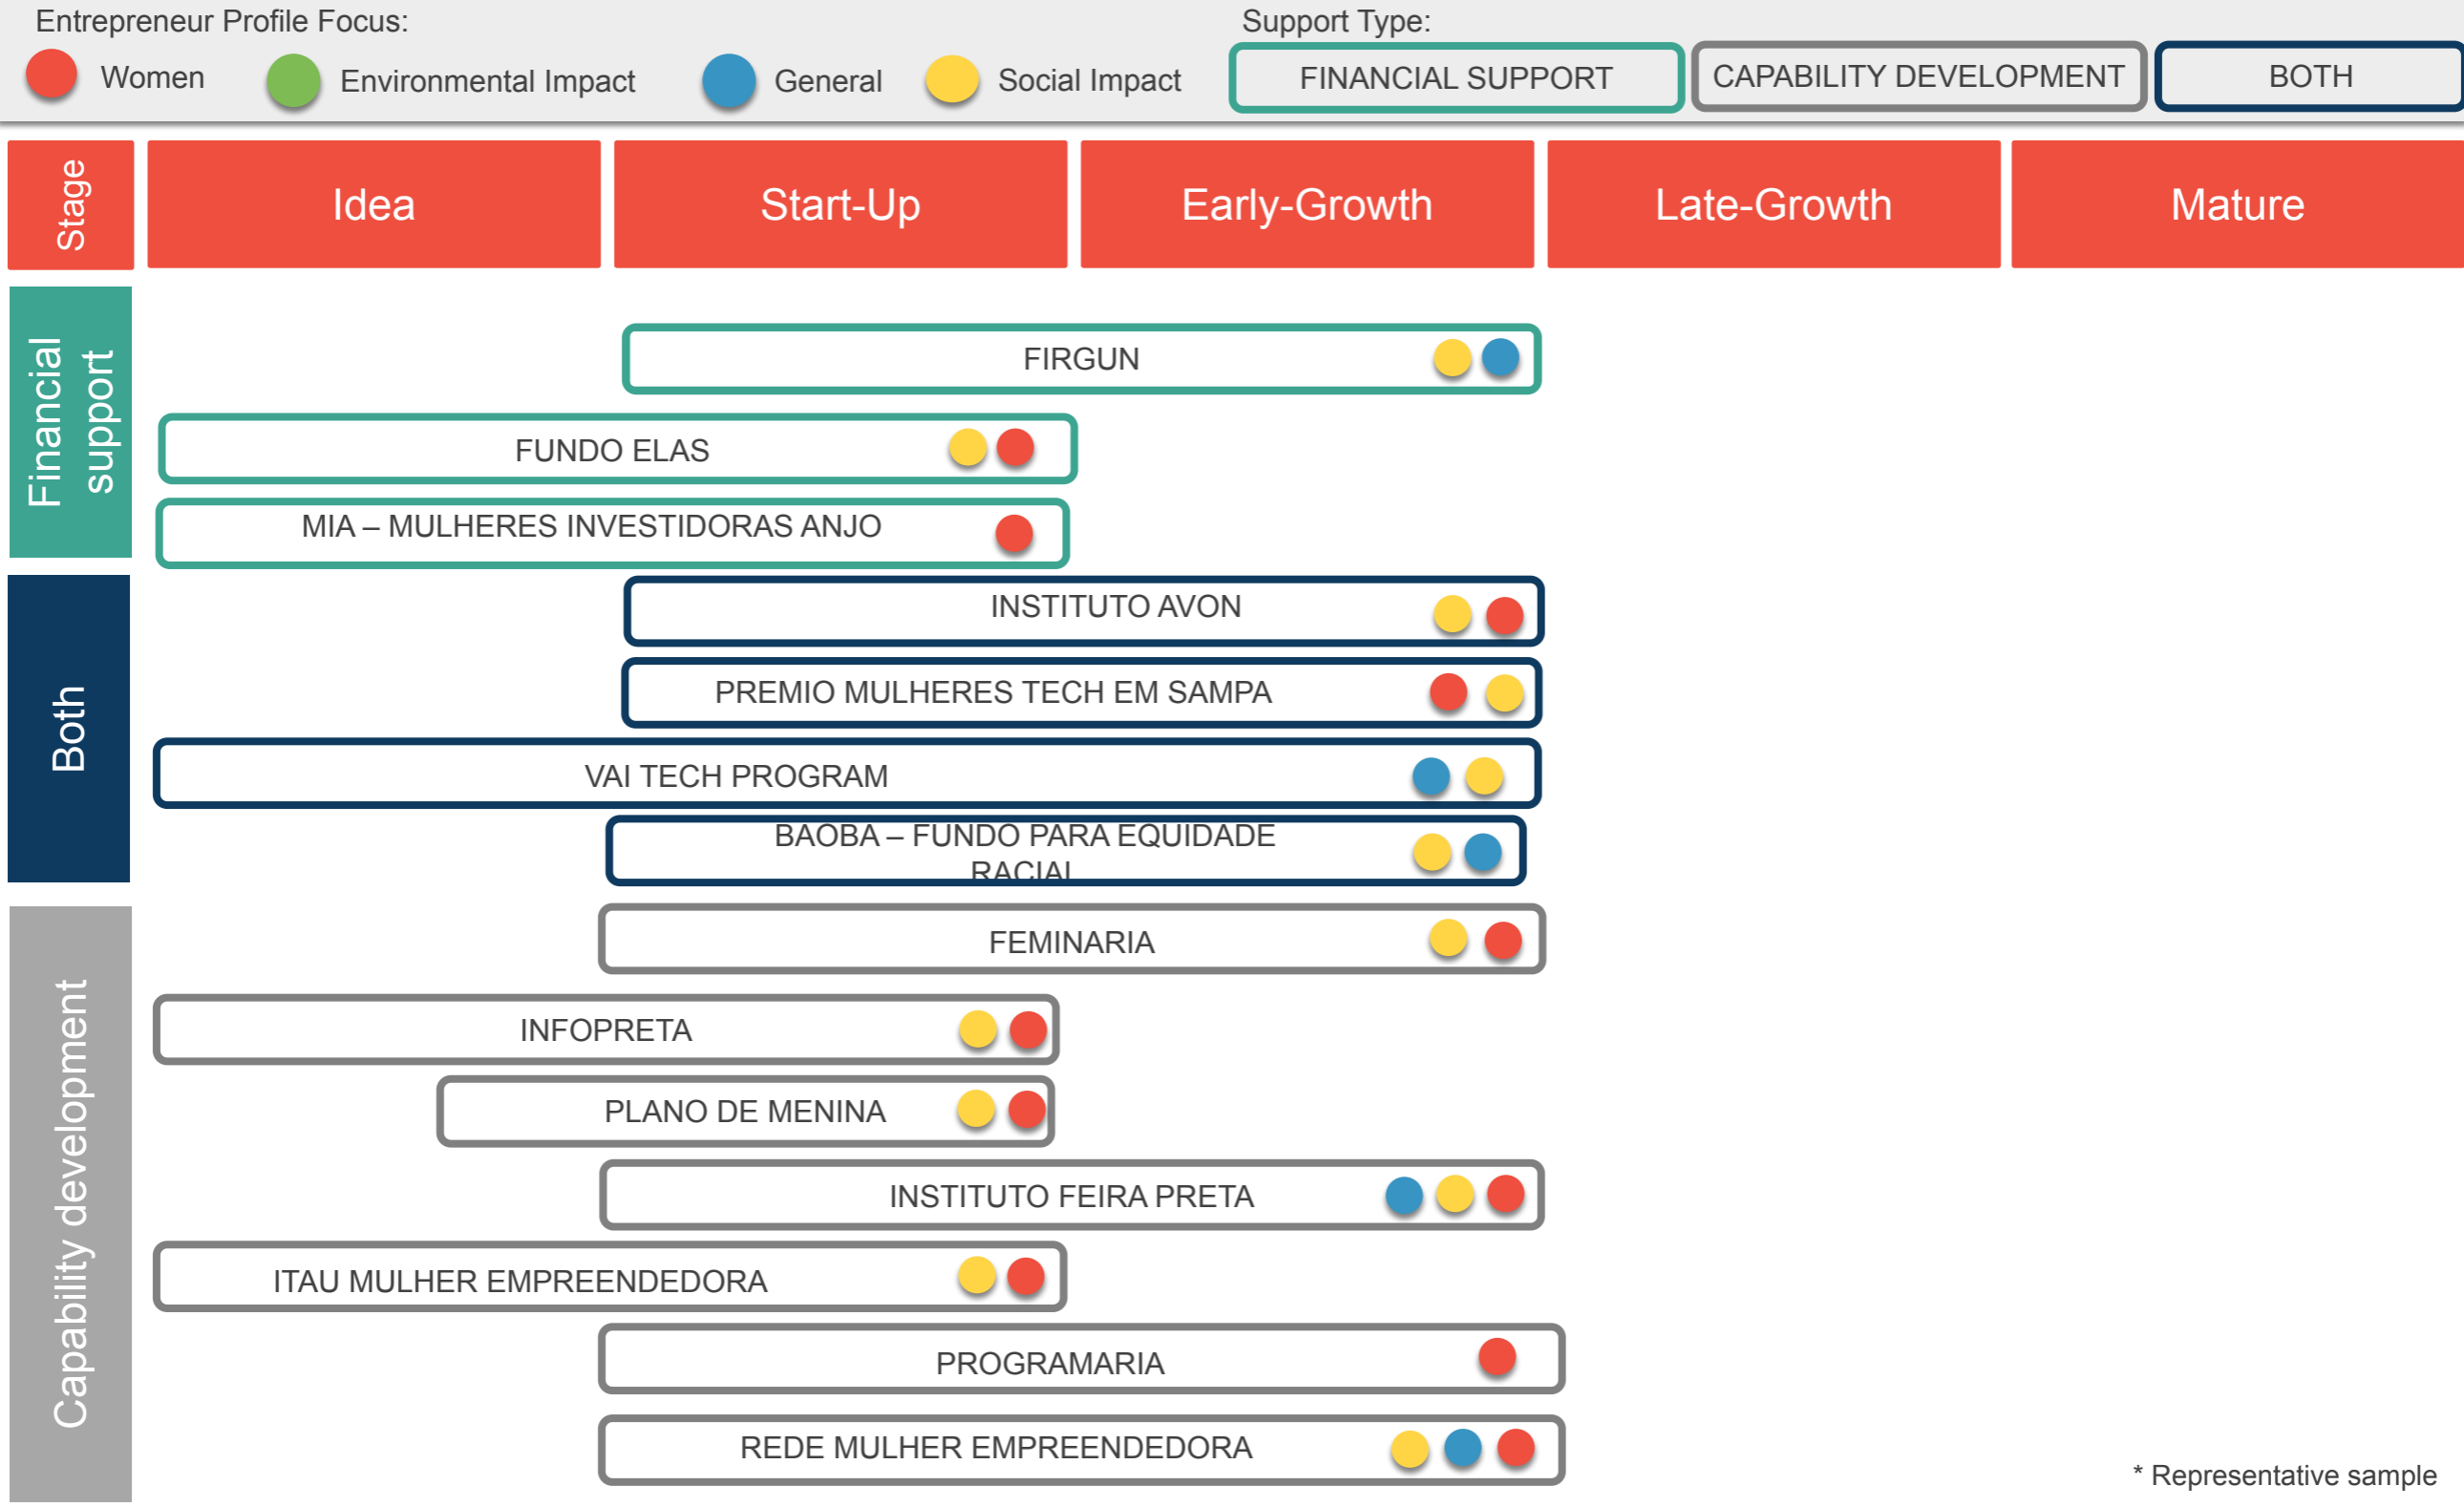 Entrepreneur Profile Focus:
Support Type:
Women
Environmental Impact
General
Social Impact
FINANCIAL SUPPORT
CAPABILITY DEVELOPMENT
BOTH
Stage
Idea
Start-Up
Early-Growth
Late-Growth
Mature
Financial
support
FIRGUN
FUNDO ELAS
MIA – MULHERES INVESTIDORAS ANJO
Both
INSTITUTO AVON
PREMIO MULHERES TECH EM SAMPA
VAI TECH PROGRAM
BAOBA – FUNDO PARA EQUIDADE
RACIAL
Capability development
FEMINARIA
INFOPRETA
PLANO DE MENINA
INSTITUTO FEIRA PRETA
ITAU MULHER EMPREENDEDORA
PROGRAMARIA
REDE MULHER EMPREENDEDORA
* Representative sample